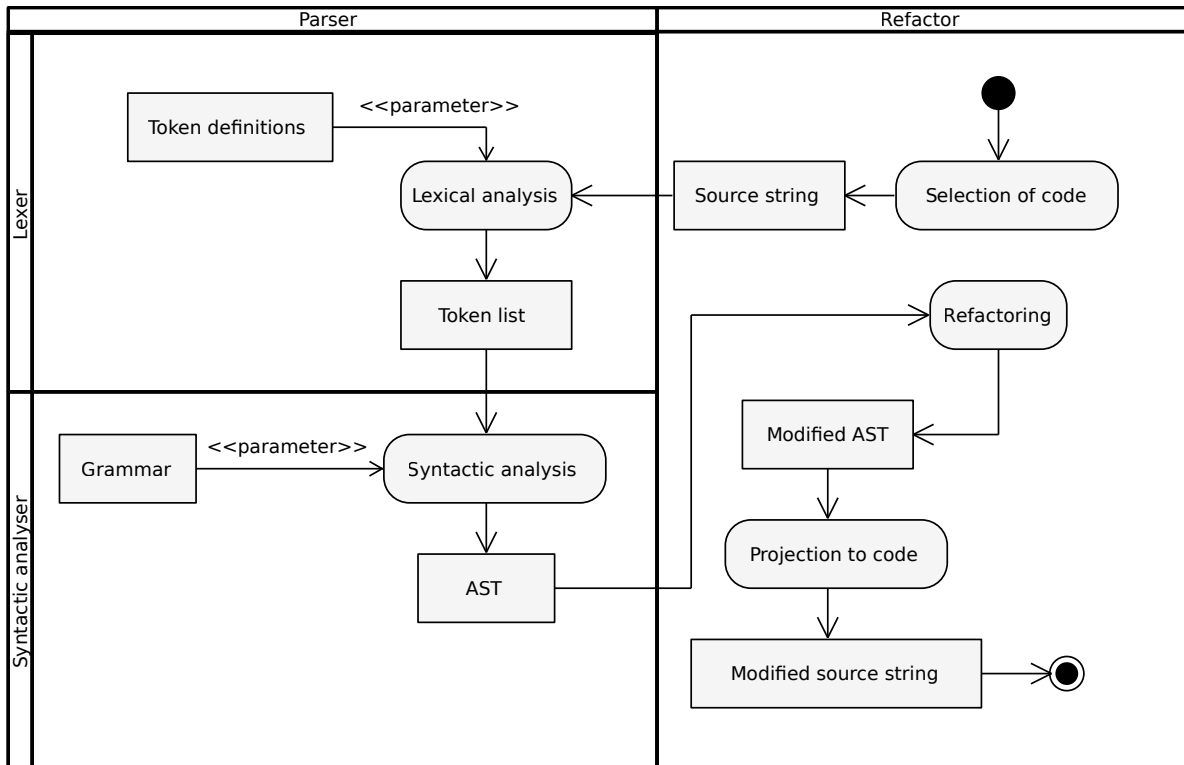 Parser
Refactor
Lexer
<<parameter>>
Token definitions
Lexical analysis
Source string
Selection of code
Token list
Refactoring
Syntactic analyser
<<parameter>>
Grammar
Syntactic analysis
Modified AST
AST
Projection to code
Modified source string